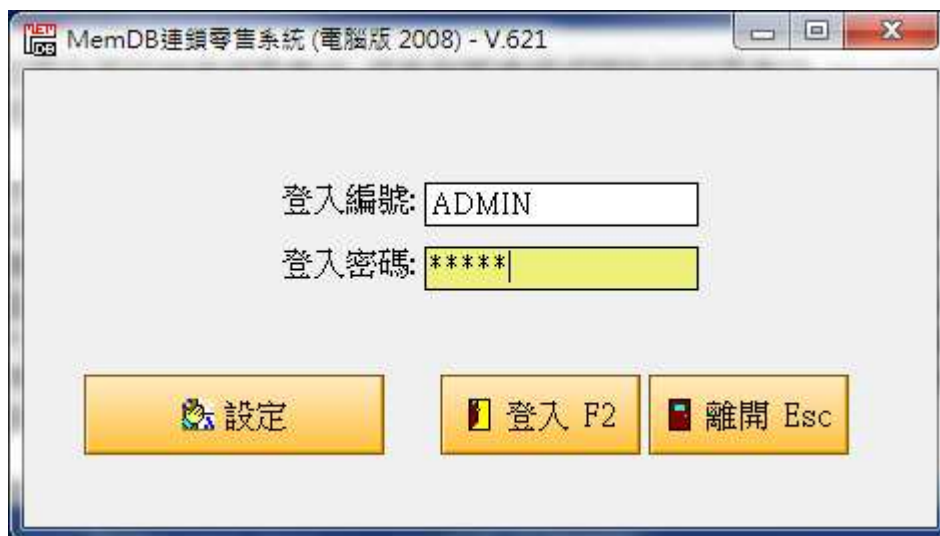 MemDB連鎖零售系統 (電腦版 2008) - V.621
登入編號: ADMIN
登入密碼: *****
設定 登入 F2 離開 Esc